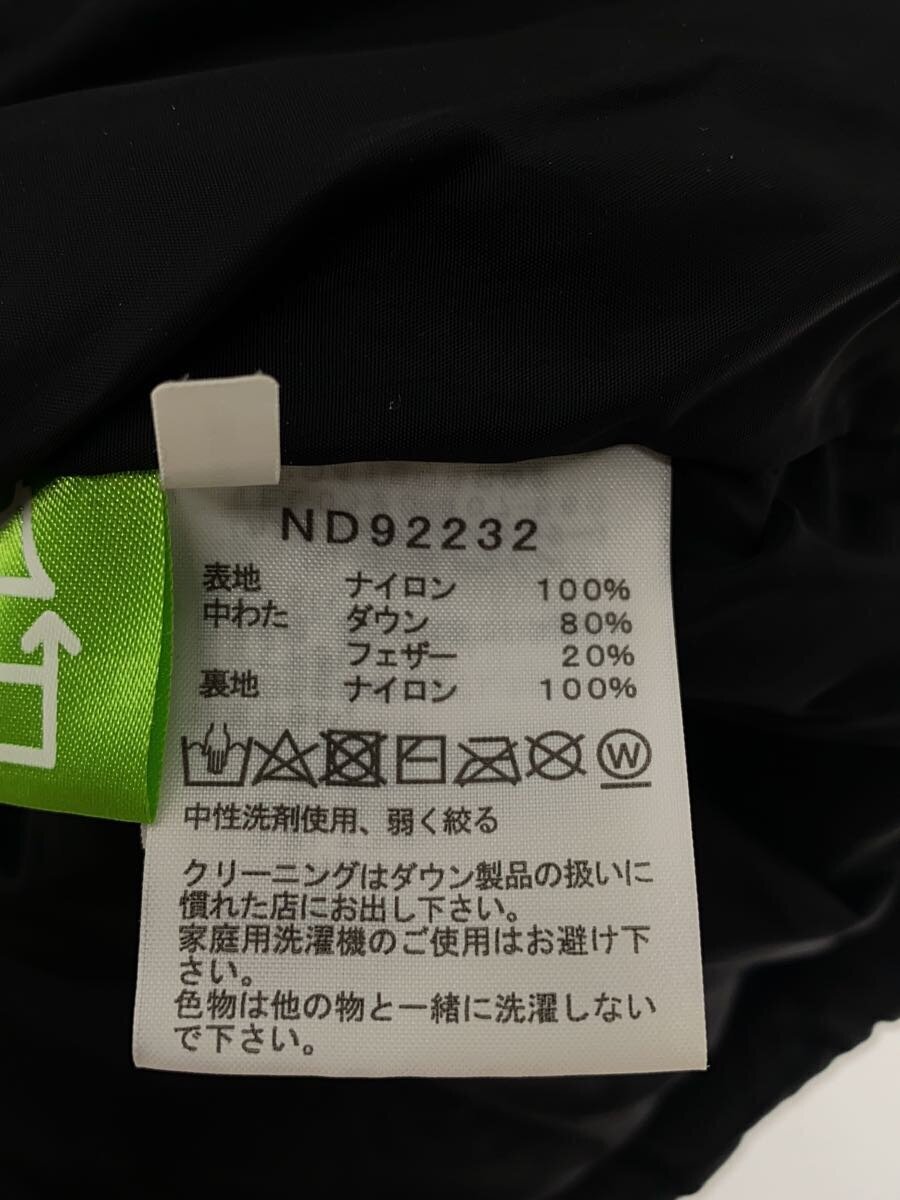 ND92232
表地 ナイロン 100%
中わた ダウン 80%
フェザー 20%
裏地 ナイロン 100%
W
中性洗剤使用、弱く絞る
クリーニングはダウン製品の扱いに
慣れた店にお出し下さい。
家庭用洗濯機のご使用はお避け下
さい。
色物は他の物と一緒に洗濯しない
で下さい。